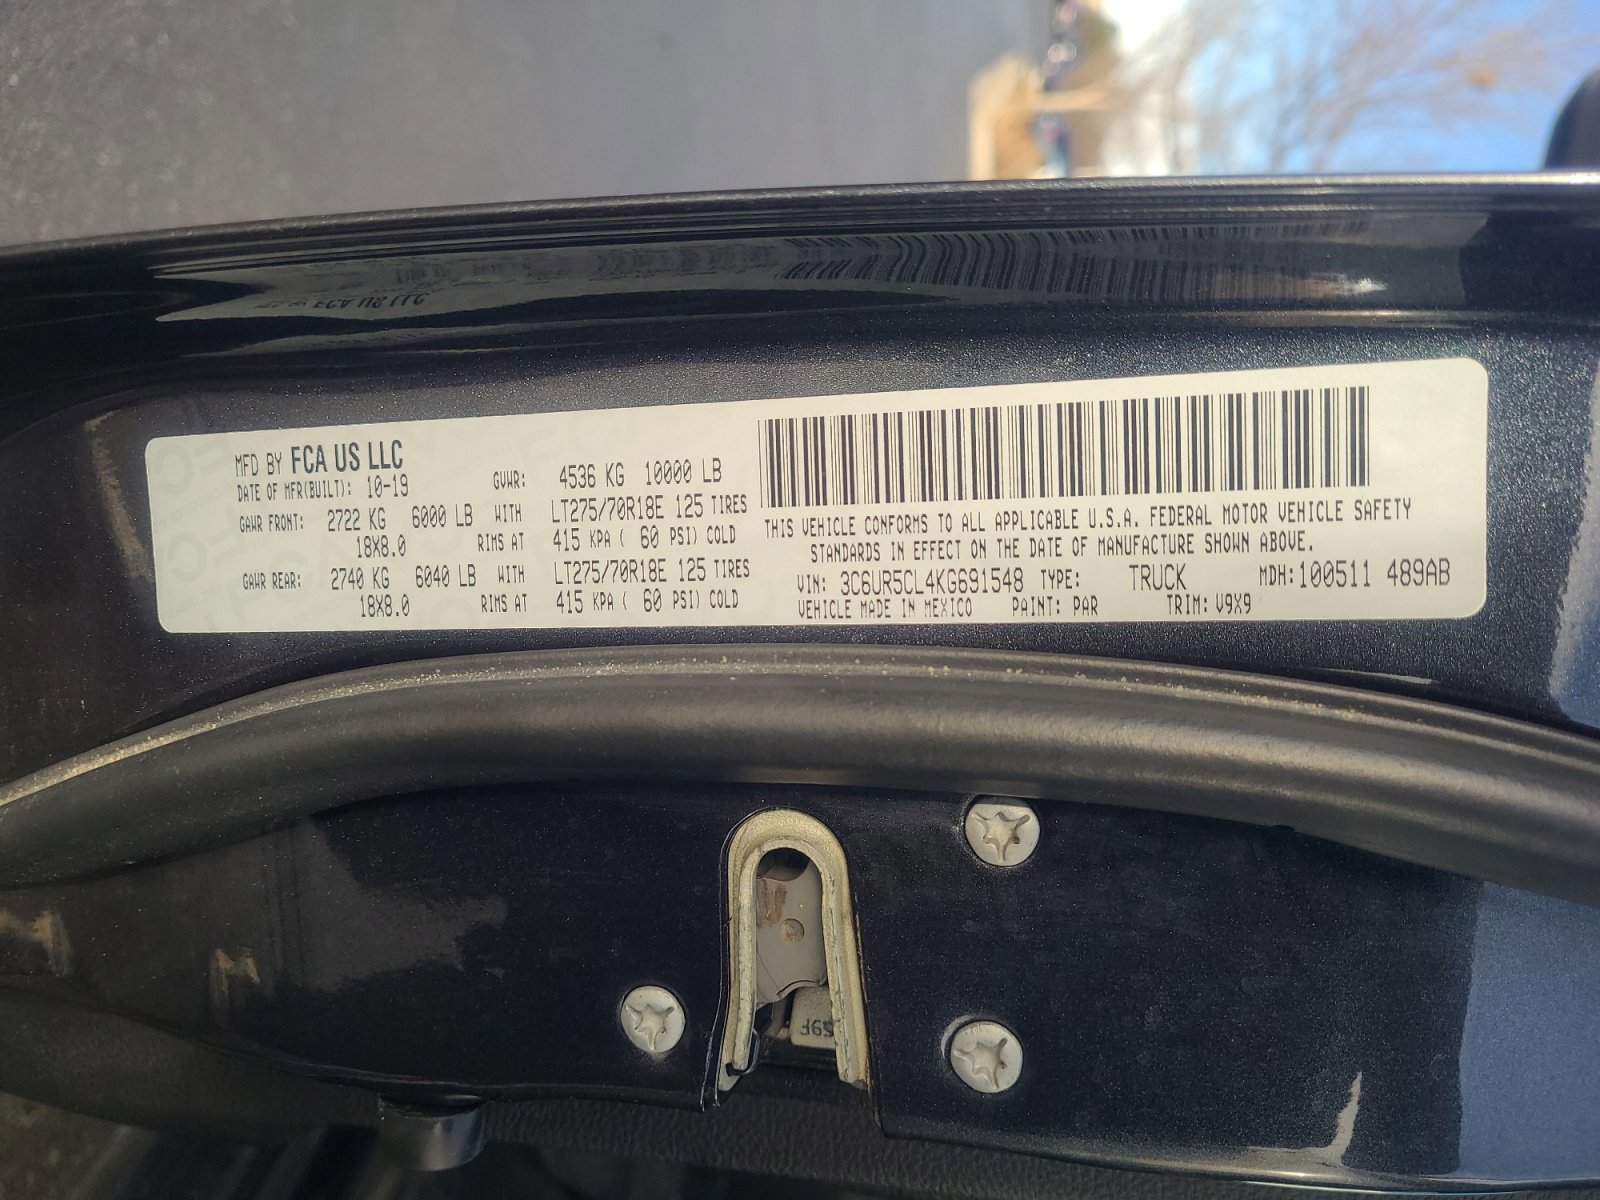 MFD BY FCA US LLC
DATE OF MFR(BUILT): 10-19 GVWR: 4536 KG 10000 LB
GAWR FRONT: 2722 KG 6000 LB WITH LT275/70R18E 125 TIRES
18X8.0 RIMS AT 415 KPA ( 60 PSI) COLD
GAWR REAR: 2740 KG 6040 LB WITH LT275/70R18E 125 TIRES
18X8.0 RIMS AT 415 KPA ( 60 PSI) COLD
THIS VEHICLE CONFORMS TO ALL APPLICABLE U.S.A. FEDERAL MOTOR VEHICLE SAFETY
STANDARDS IN EFFECT ON THE DATE OF MANUFACTURE SHOWN ABOVE.
VIN: 3C6UR5CL4KG691548 TYPE: TRUCK MDH:100511 489AB
VEHICLE MADE IN MEXICO PAINT: PAR TRIM: V9X9